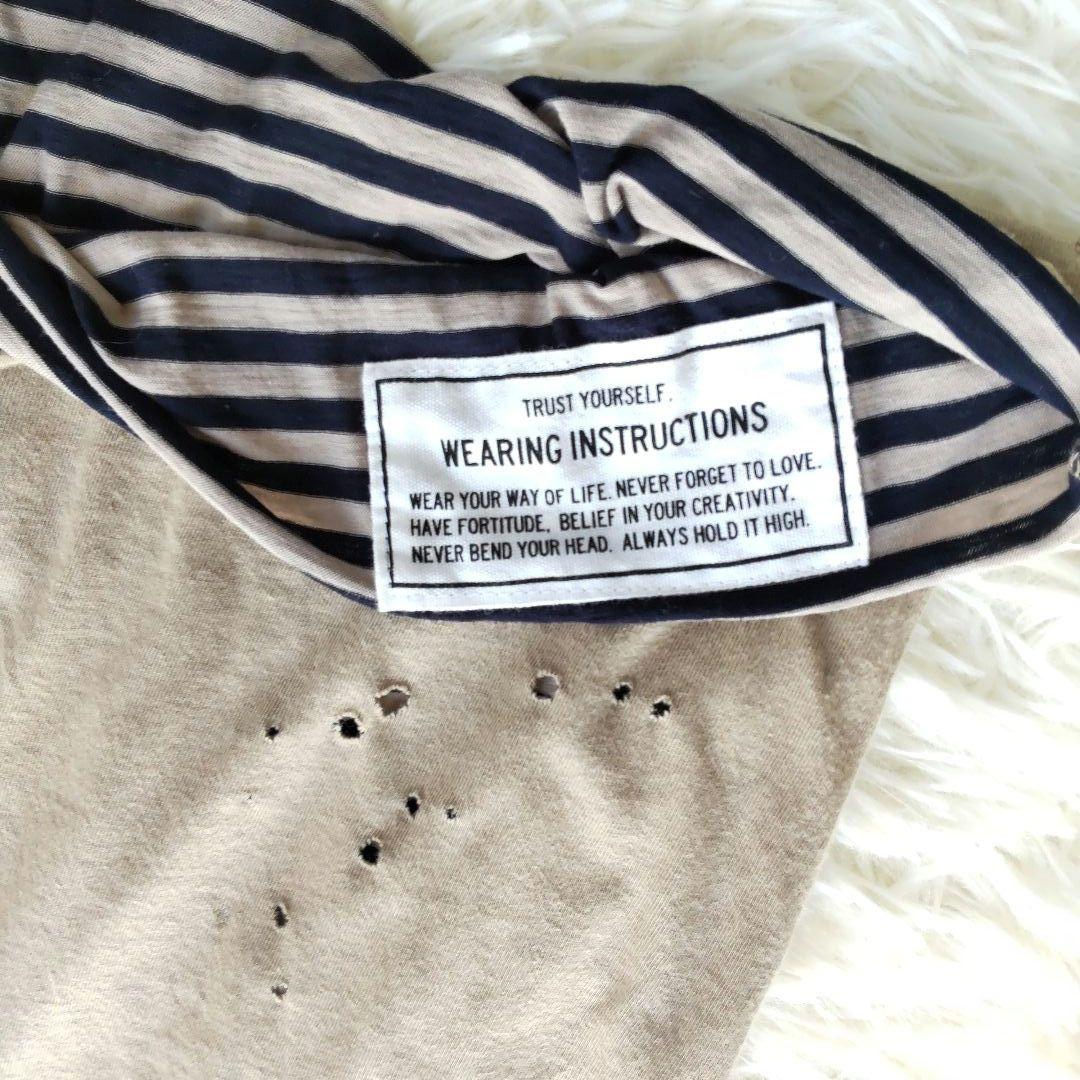 TRUST YOURSELF.
WEARING INSTRUCTIONS
WEAR YOUR WAY OF LIFE. NEVER FORGET TO LOVE.
HAVE FORTITUDE. BELIEF IN YOUR CREATIVITY.
NEVER BEND YOUR HEAD. ALWAYS HOLD IT HIGH.